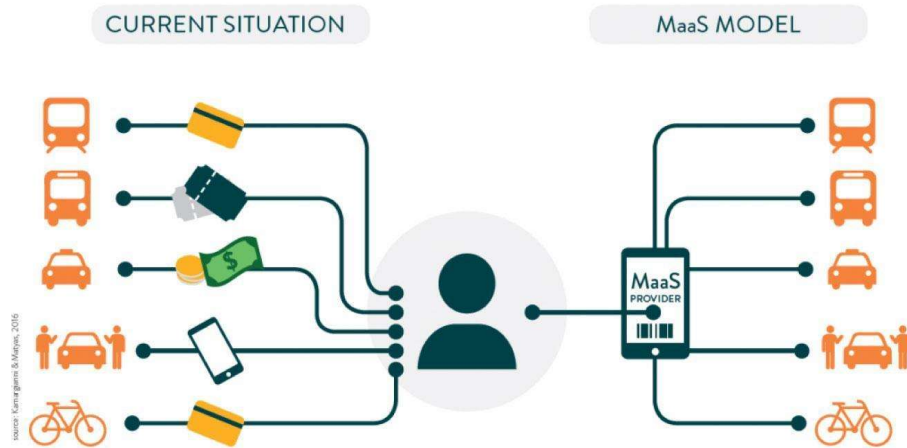 CURRENT SITUATION
MaaS MODEL
$
MaaS
PROVIDER
source: Kamargianni & Matyas, 2016